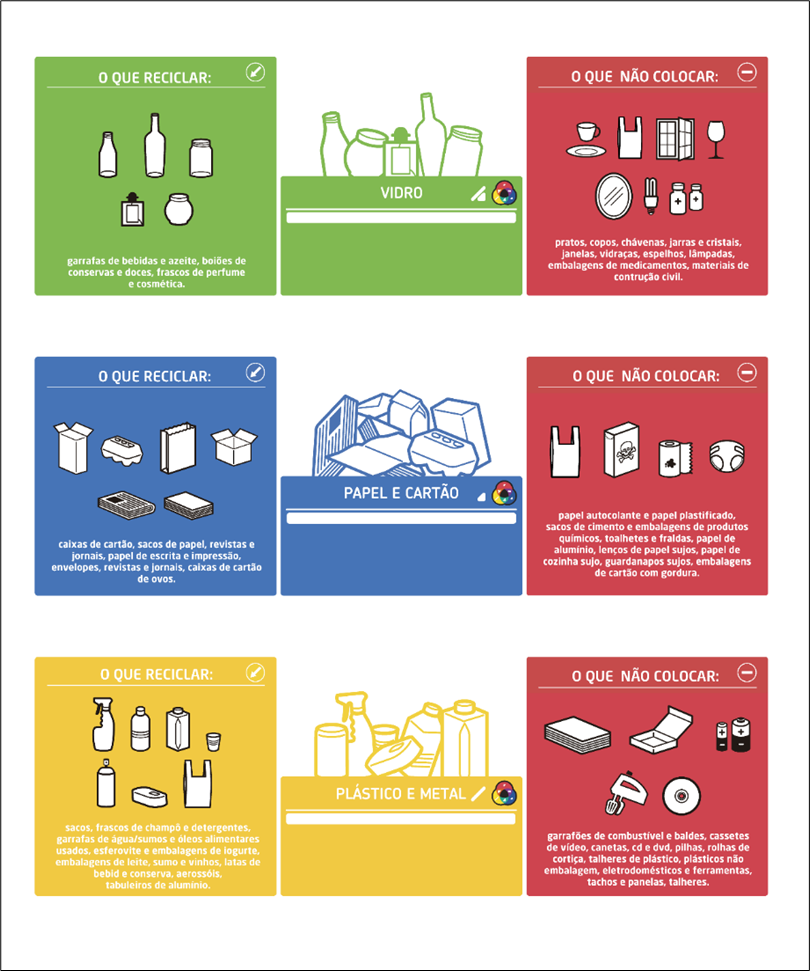 O QUE RECICLAR:
garrafas de bebidas e azeite, boiões de
conservas e doces, frascos de perfume
e cosmética.
VIDRO
O QUE NÃO COLOCAR:
pratos, copos, chávenas, jarras e cristais,
janelas, vidraças, espelhos, lâmpadas,
embalagens de medicamentos, materiais de
contrução civil.
O QUE RECICLAR:
caixas de cartão, sacos de papel, revistas e
jornais, papel de escrita e impressão,
envelopes, revistas e jornais, caixas de cartão
de ovos.
PAPEL E CARTÃO
O QUE NÃO COLOCAR:
papel autocolante e papel plastificado,
sacos de cimento e embalagens de produtos
químicos, toalhetes e fraldas, papel de
alumínio, lenços de papel sujos, papel de
cozinha sujo, guardanapos sujos, embalagens
de cartão com gordura.
O QUE RECICLAR:
sacos, frascos de champô e detergentes,
garrafas de água/sumos e óleos alimentares
usados. esferovite e embalagens de iogurte,
embalagens de leite, sumo e vinhos, latas de
bebid e conserva, aerossóis,
tabuleiros de alumínio.
PLÁSTICO E METAL
O QUE NÃO COLOCAR:
garrafões de combustível e baldes, cassetes
de vídeo, canetas, cd e dvd, pilhas, rolhas de
cortiça, talheres de plástico, plásticos não
embalagem, eletrodomésticos e ferramentas,
tachos e panelas, talheres.